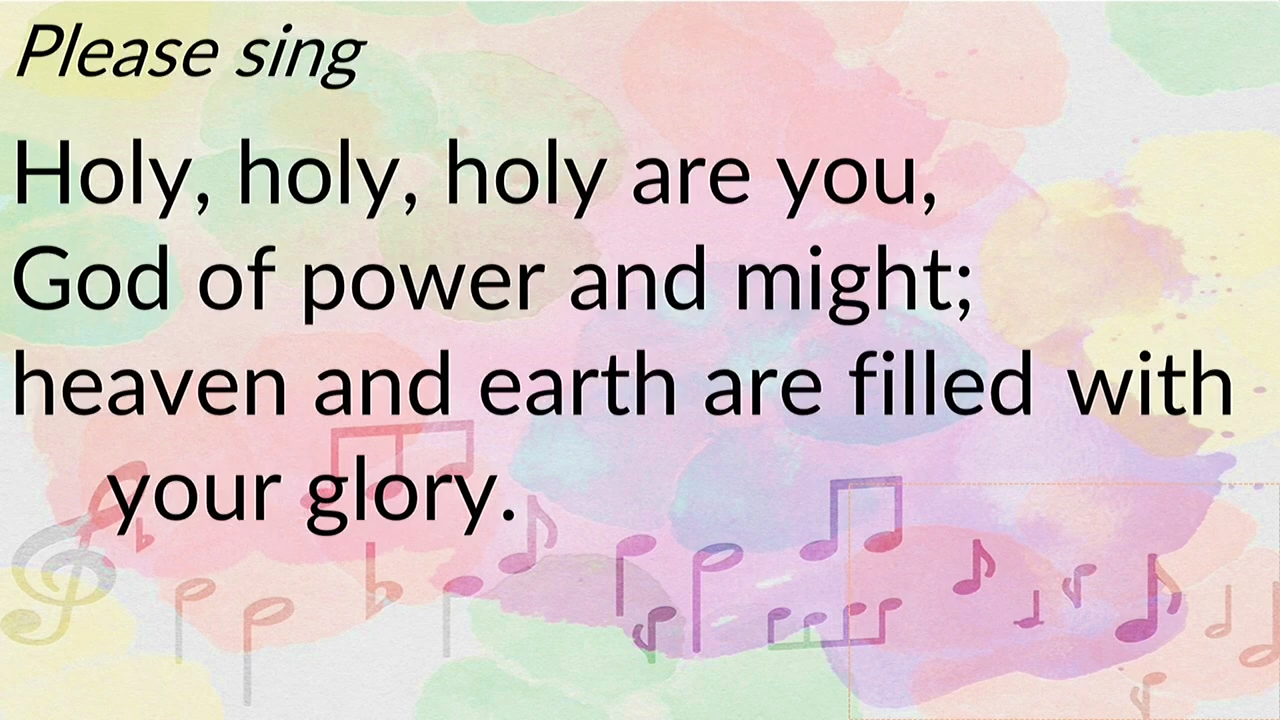 Please sing
Holy, holy, holy are you,
God of power and might;
heaven and earth are filled with
your glory.